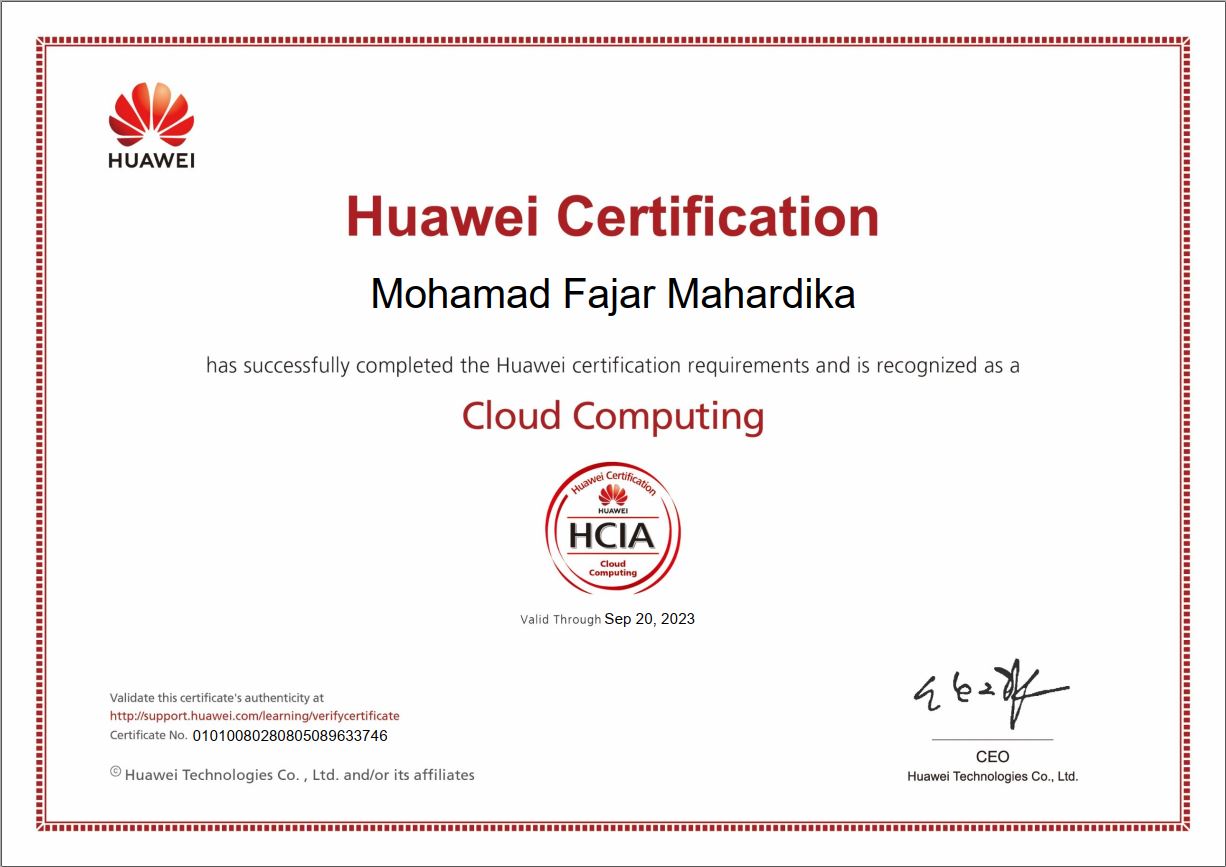 HUAWEI
Huawei Certification
Mohamad Fajar Mahardika
has successfully completed the Huawei certification requirements and is recognized as a
Cloud Computing
Huawei Certification
HUAWEI
HCIA
Cloud
Computing
Valid Through Sep 20, 2023
Validate this certificate's authenticity at
http://support.huawei.com/learning/verifycertificate
Certificate No. 01010080280805089633746
© Huawei Technologies Co. , Ltd. and/or its affiliates
CEO
Huawei Technologies Co., Ltd.